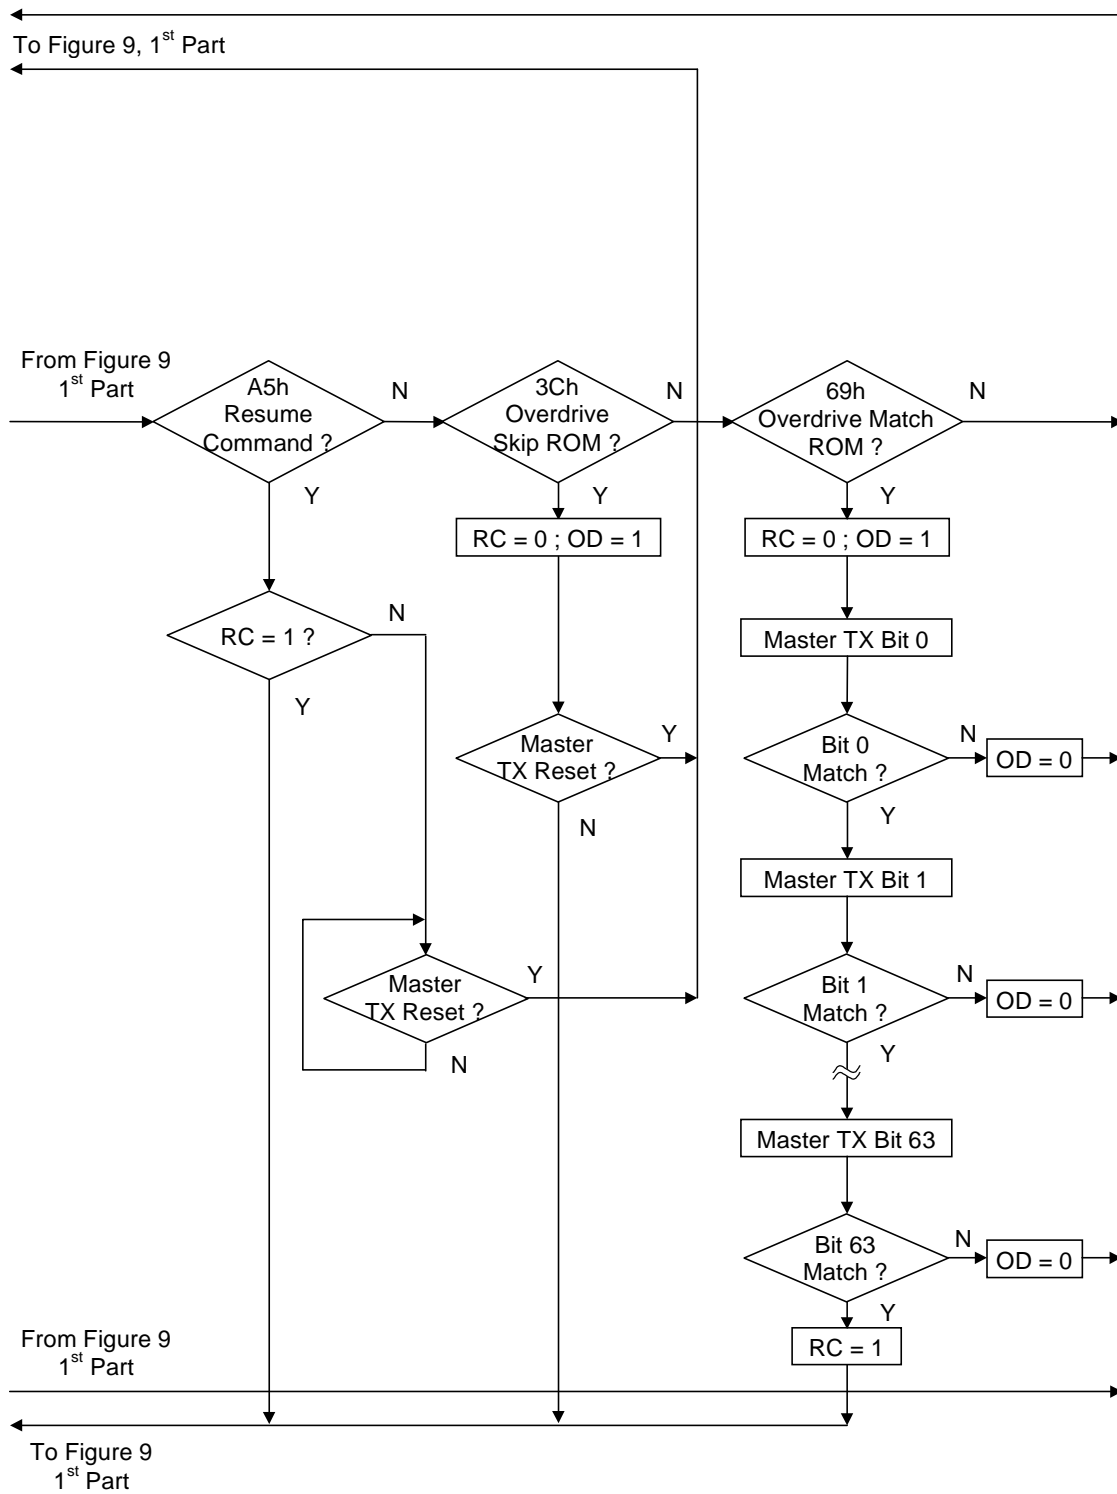 To Figure 9, 1st Part
From Figure 9
1st Part
A5h
Resume
Command ?
N
Y
3Ch
Overdrive
Skip ROM ?
N
Y
69h
Overdrive Match
ROM ?
N
Y
RC = 0 ; OD = 1
RC = 0 ; OD = 1
RC = 1 ?
N
Y
Master TX Bit 0
Master
TX Reset ?
Y
N
Bit 0
Match ?
N
OD = 0
Y
Master TX Bit 1
Master
TX Reset ?
Y
N
Bit 1
Match ?
N
OD = 0
Y
Master TX Bit 63
Bit 63
Match ?
N
OD = 0
Y
RC = 1
From Figure 9
1st Part
To Figure 9
1st Part